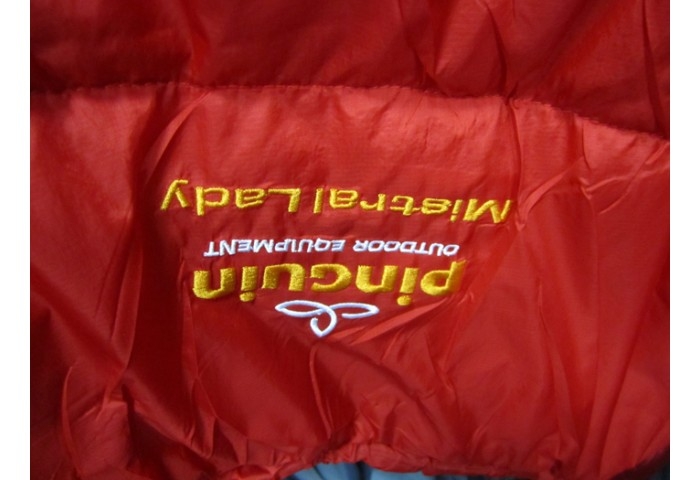 pinguin
OUTDOOR EQUIPMENT
Mistral Lady